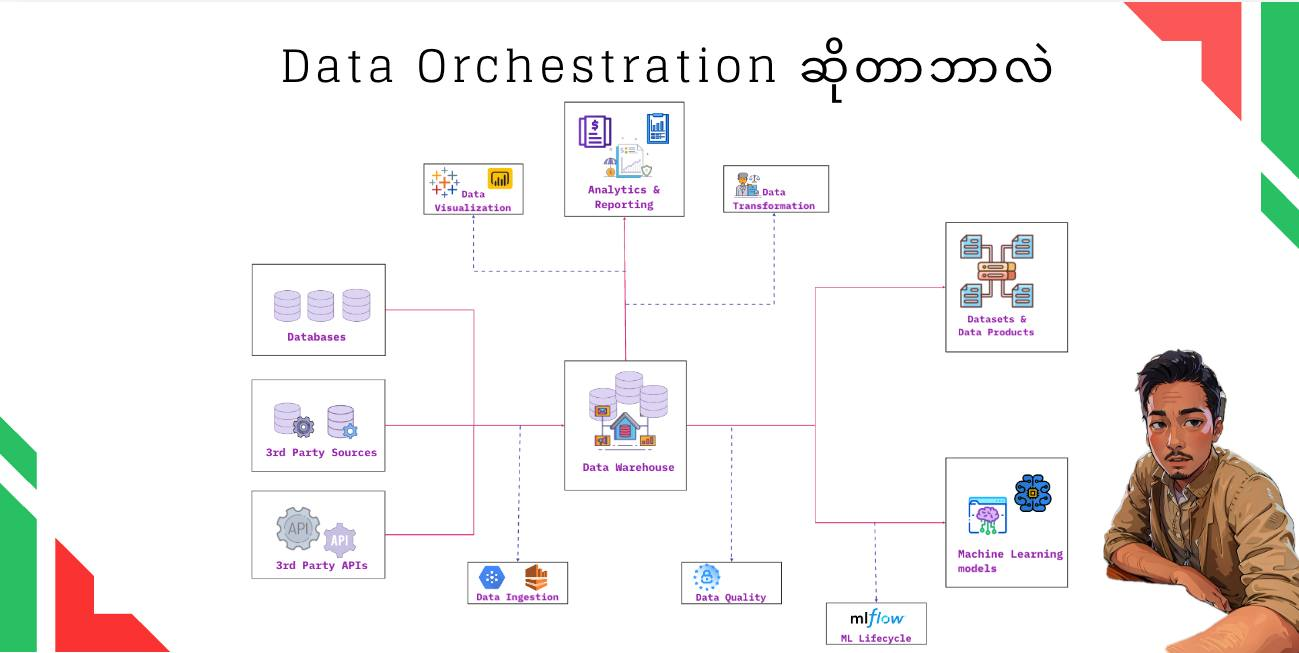 Data Orchestration ဆိုတာဘာလဲ
Analytics &
Reporting
Data
Visualization
Data
Transformation
Datasets &
Data Products
Databases
3rd Party Sources
Data Warehouse
API
API
3rd Party APIs
Machine Learning
models
Data Ingestion
Data Quality
mlflow
ML Lifecycle